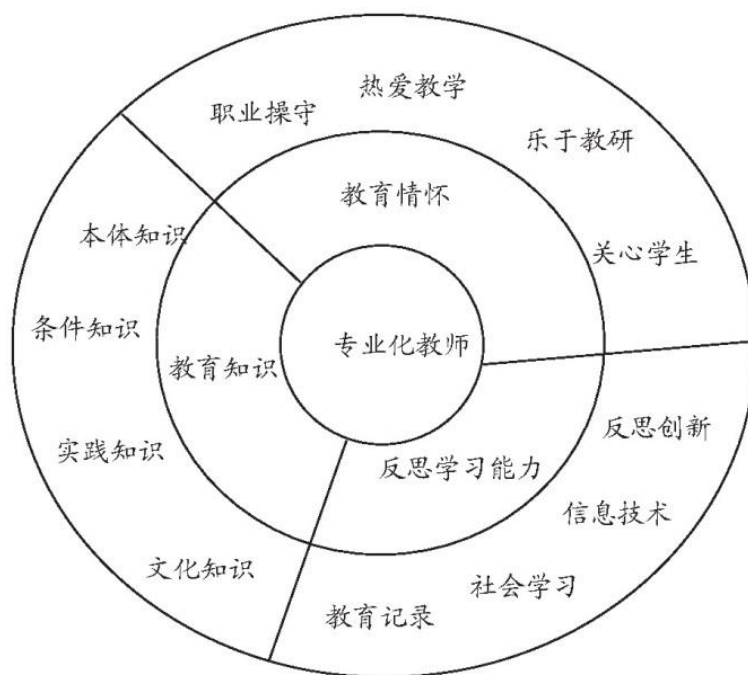 热爱教学
职业操守
乐于教研
教育情怀
本体知识
关心学生
条件知识
专业化教师
教育知识
反思创新
实践知识
反思学习能力
信息技术
文化知识
社会学习
教育记录